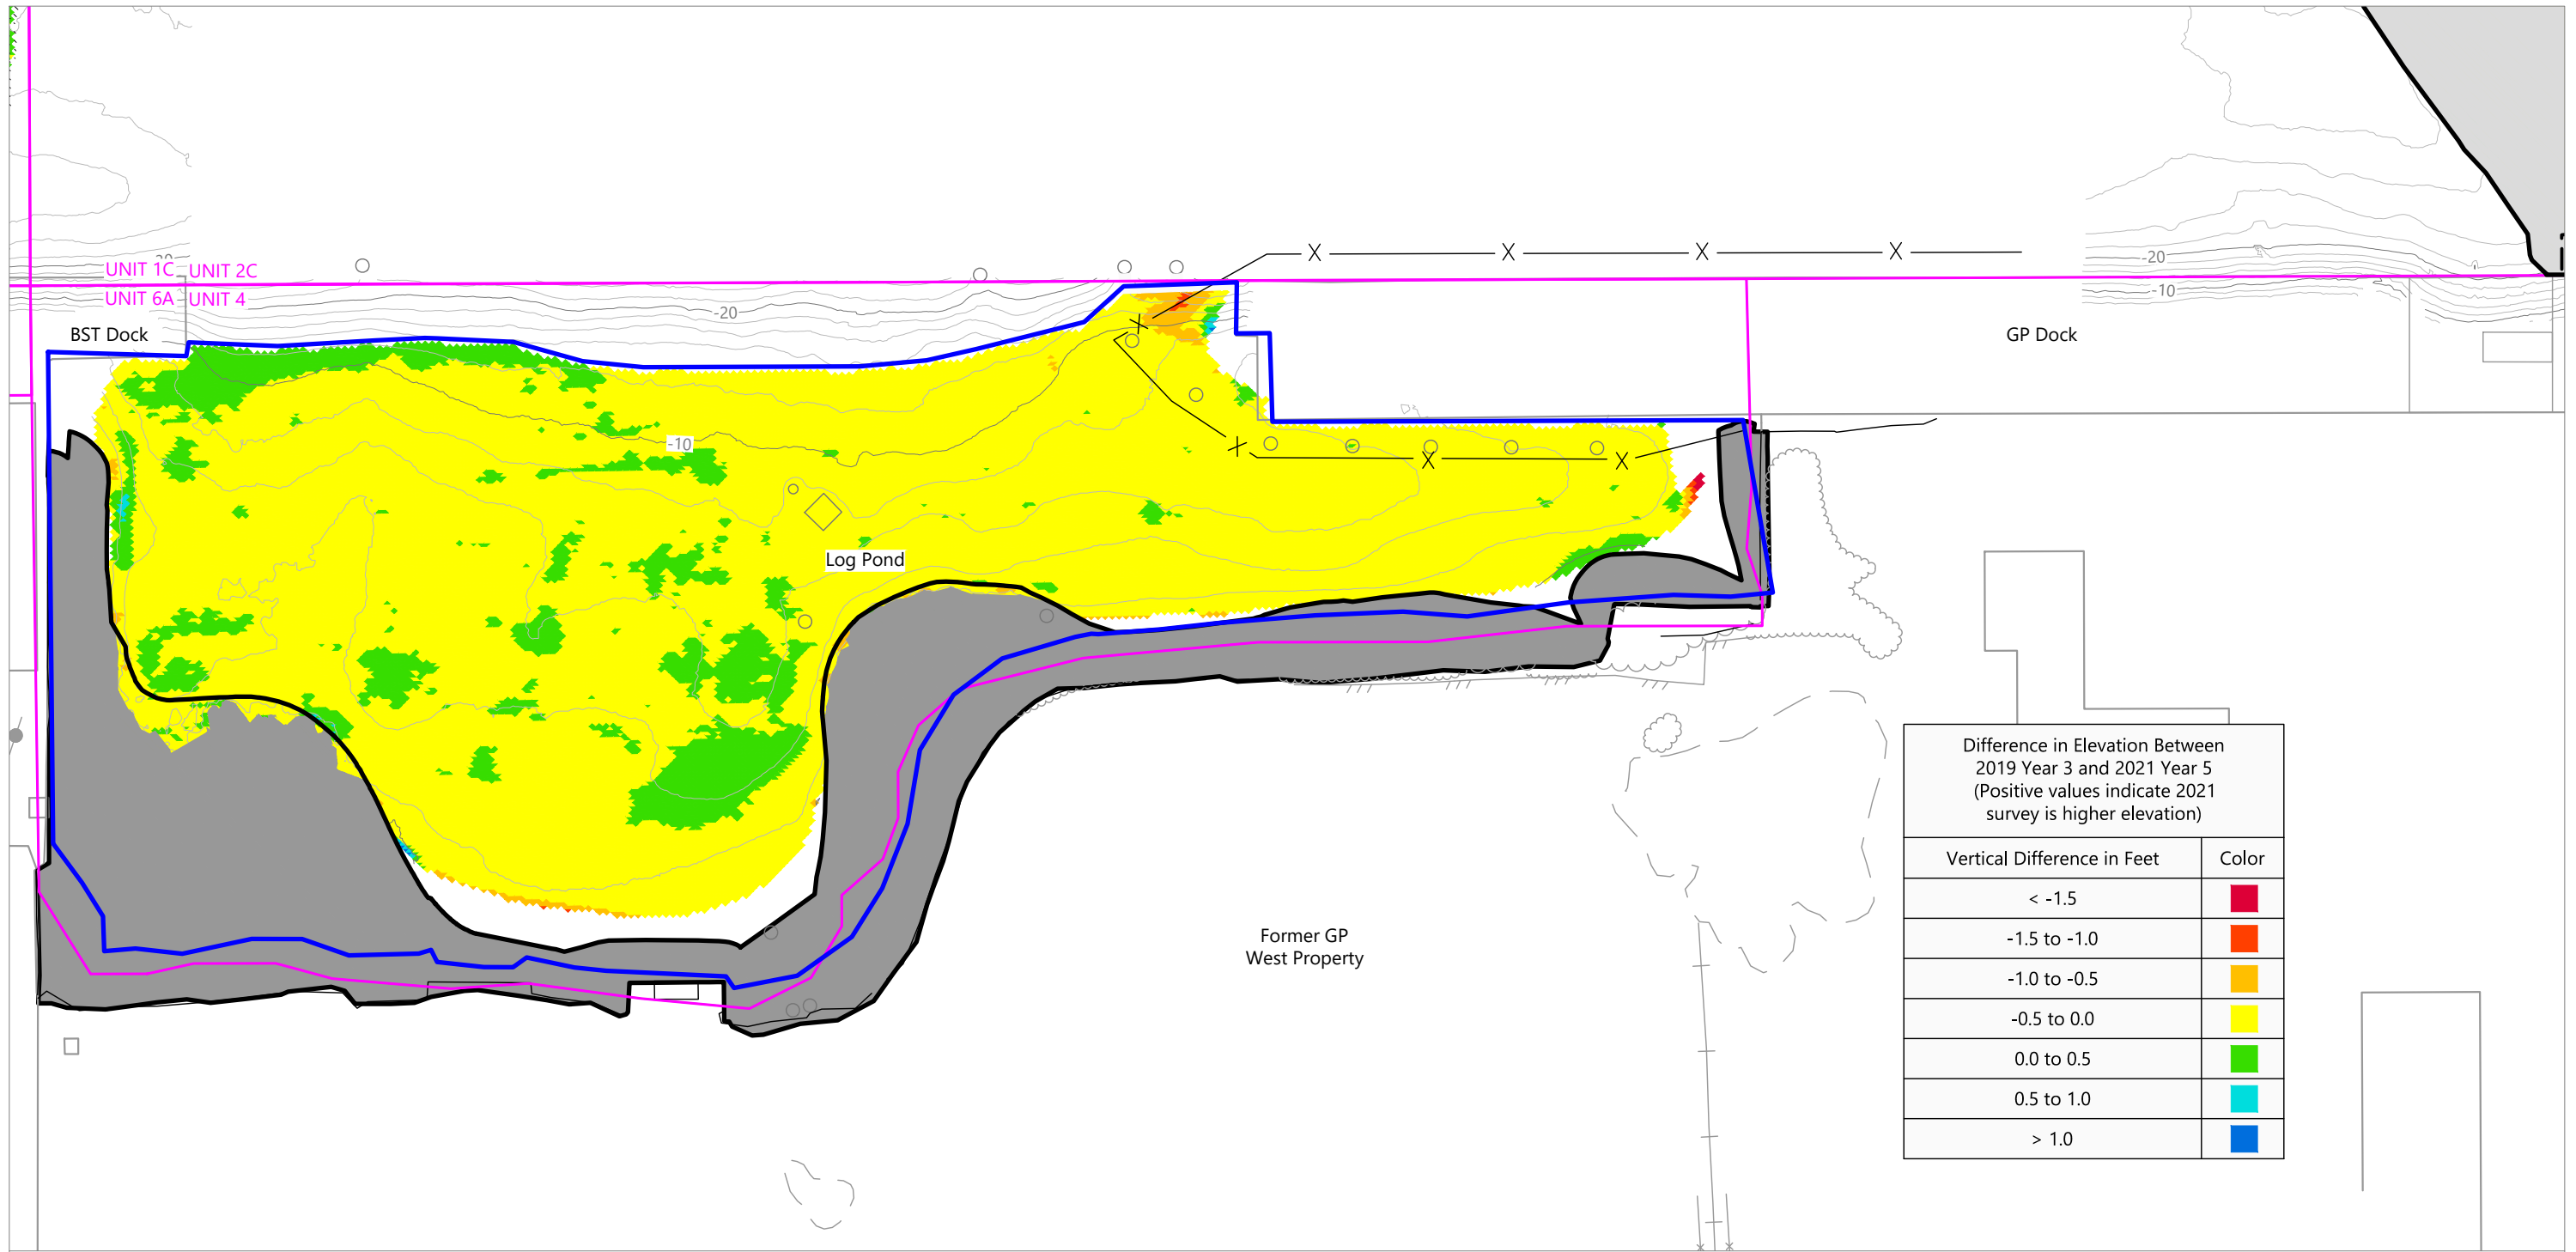 20
UNIT 1C
UNIT 2C
UNIT 6A
UNIT 4
BST Dock
-20
-20
-10
GP Dock
-10
Log Pond
X
X
X
X
X
X
X
X
Former GP
West Property
Difference in Elevation Between
2019 Year 3 and 2021 Year 5
(Positive values indicate 2021
survey is higher elevation)
Vertical Difference in Feet
Color
< -1.5
-1.5 to -1.0
-1.0 to -0.5
-0.5 to 0.0
0.0 to 0.5
0.5 to 1.0
> 1.0